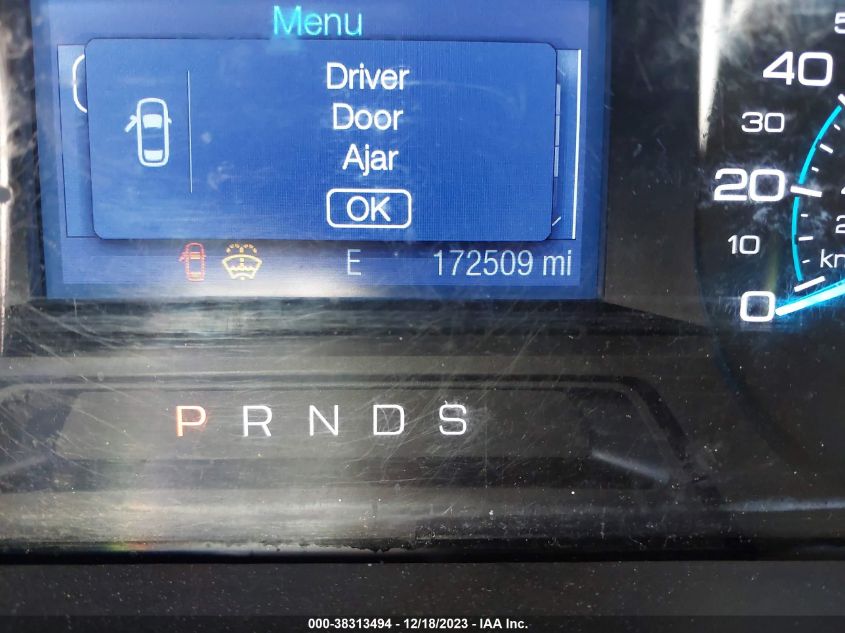 Menu
Driver
Door
Ajar
OK
E 172509 mi
40
30
20
10
0
P R N D S
000-38313494 - 12/18/2023 - IAA Inc.